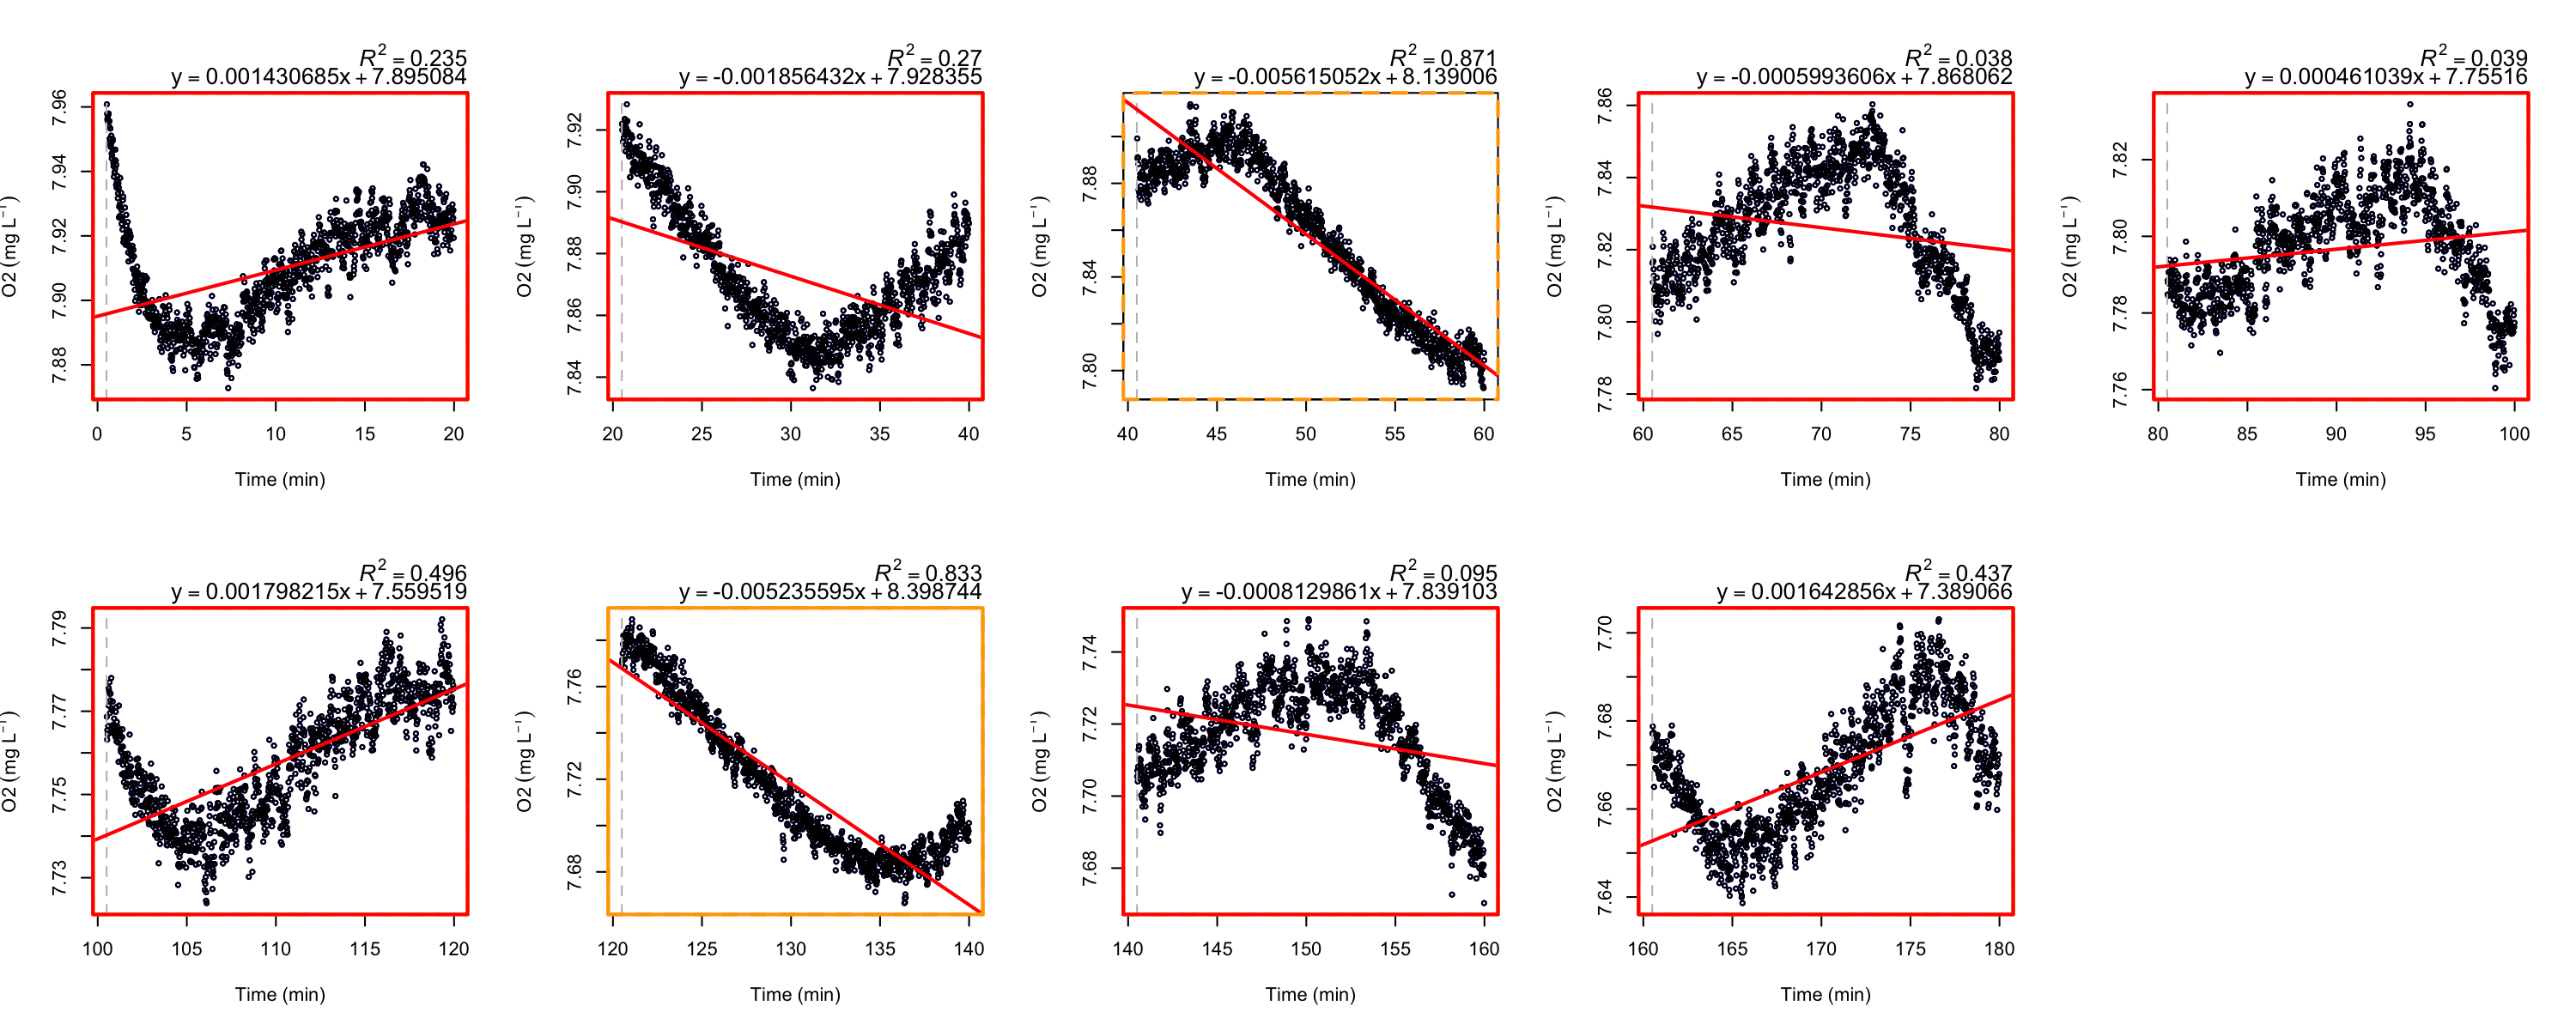 R² = 0.235
y = 0.001430685x + 7.895084
O2 (mg L⁻¹)
7.96
7.94
7.92
7.90
7.88
0 5 10 15 20
Time (min)
R² = 0.27
y = -0.001856432x + 7.928355
O2 (mg L⁻¹)
7.92
7.90
7.88
7.86
7.84
20 25 30 35 40
Time (min)
R² = 0.871
y = -0.005615052x + 8.139006
O2 (mg L⁻¹)
7.88
7.84
7.80
40 45 50 55 60
Time (min)
R² = 0.038
y = -0.0005993606x + 7.868062
O2 (mg L⁻¹)
7.86
7.84
7.82
7.80
7.78
60 65 70 75 80
Time (min)
R² = 0.039
y = 0.000461039x + 7.75516
O2 (mg L⁻¹)
7.82
7.80
7.78
7.76
80 85 90 95 100
Time (min)
R² = 0.496
y = 0.001798215x + 7.559519
O2 (mg L⁻¹)
7.79
7.77
7.75
7.73
100 105 110 115 120
Time (min)
R² = 0.833
y = -0.005235595x + 8.398744
O2 (mg L⁻¹)
7.76
7.72
7.68
120 125 130 135 140
Time (min)
R² = 0.095
y = -0.0008129861x + 7.839103
O2 (mg L⁻¹)
7.74
7.72
7.70
7.68
140 145 150 155 160
Time (min)
R² = 0.437
y = 0.001642856x + 7.389066
O2 (mg L⁻¹)
7.70
7.68
7.66
7.64
160 165 170 175 180
Time (min)